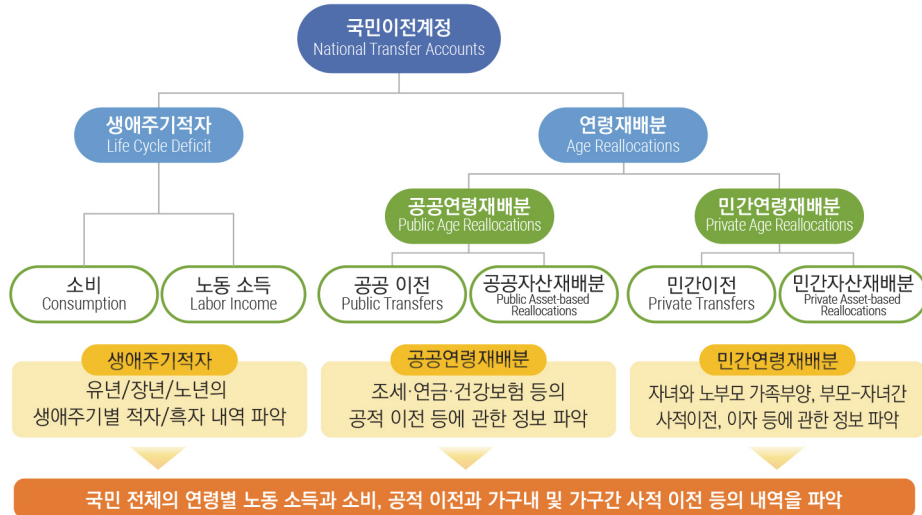 국민이전계정
National Transfer Accounts
생애주기적자
Life Cycle Deficit
연령재배분
Age Reallocations
공공연령재배분
Public Age Reallocations
민간연령재배분
Private Age Reallocations
소비
Consumption
노동 소득
Labor Income
공공 이전
Public Transfers
공공자산재배분
Public Asset-based
Reallocations
민간이전
Private Transfers
민간자산재배분
Private Asset-based
Reallocations
생애주기적자
유년/장년/노년의
생애주기별 적자/흑자 내역 파악
공공연령재배분
조세·연금·건강보험 등의
공적 이전 등에 관한 정보 파악
민간연령재배분
자녀와 노부모 가족부양, 부모-자녀간
사적이전, 이자 등에 관한 정보 파악
국민 전체의 연령별 노동 소득과 소비, 공적 이전과 가구내 및 가구간 사적 이전 등의 내역을 파악